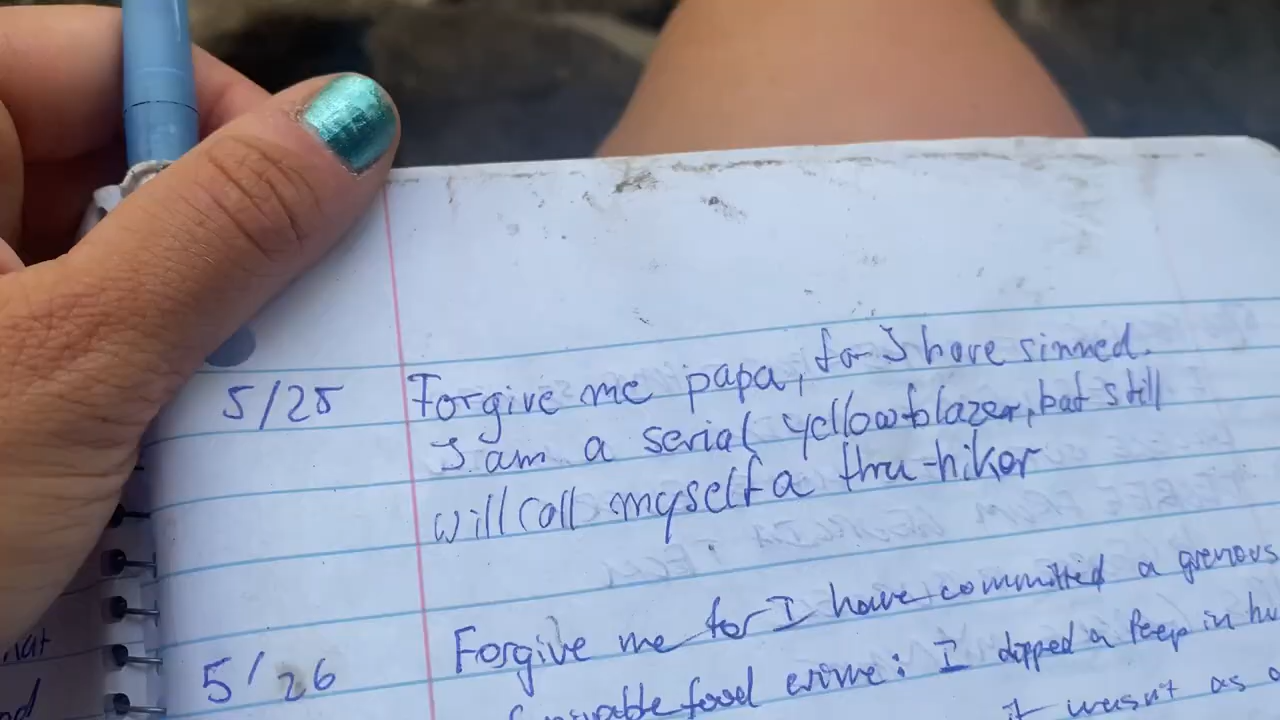 5/25 Forgive me papa, for I have sinned.
I am a serial yellowblazer, but still
will call myself a thru-hiker
5/26 Forgive me for I have committed a grenous
food crime: I dipped a Peep in
it wasn't as